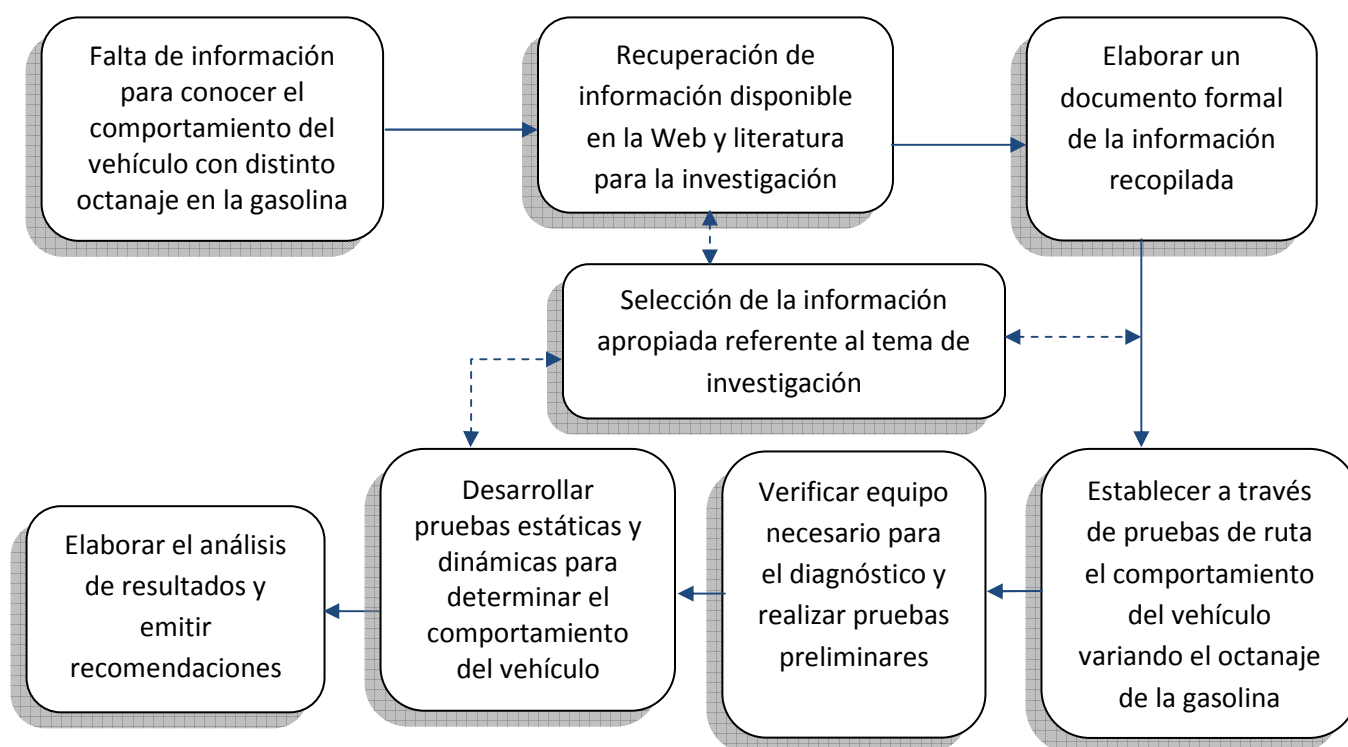 Falta de información
para conocer el
comportamiento del
vehículo con distinto
octanaje en la gasolina
Recuperación de
información disponible
en la Web y literatura
para la investigación
Elaborar un
documento formal
de la información
recopilada
Selección de la información
apropiada referente al tema de
investigación
Establecer a través
de pruebas de ruta
el comportamiento
del vehículo
variando el octanaje
de la gasolina
Verificar equipo
necesario para
el diagnóstico y
realizar pruebas
preliminares
Desarrollar
pruebas estáticas y
dinámicas para
determinar el
comportamiento
del vehículo
Elaborar el análisis
de resultados y
emitir
recomendaciones